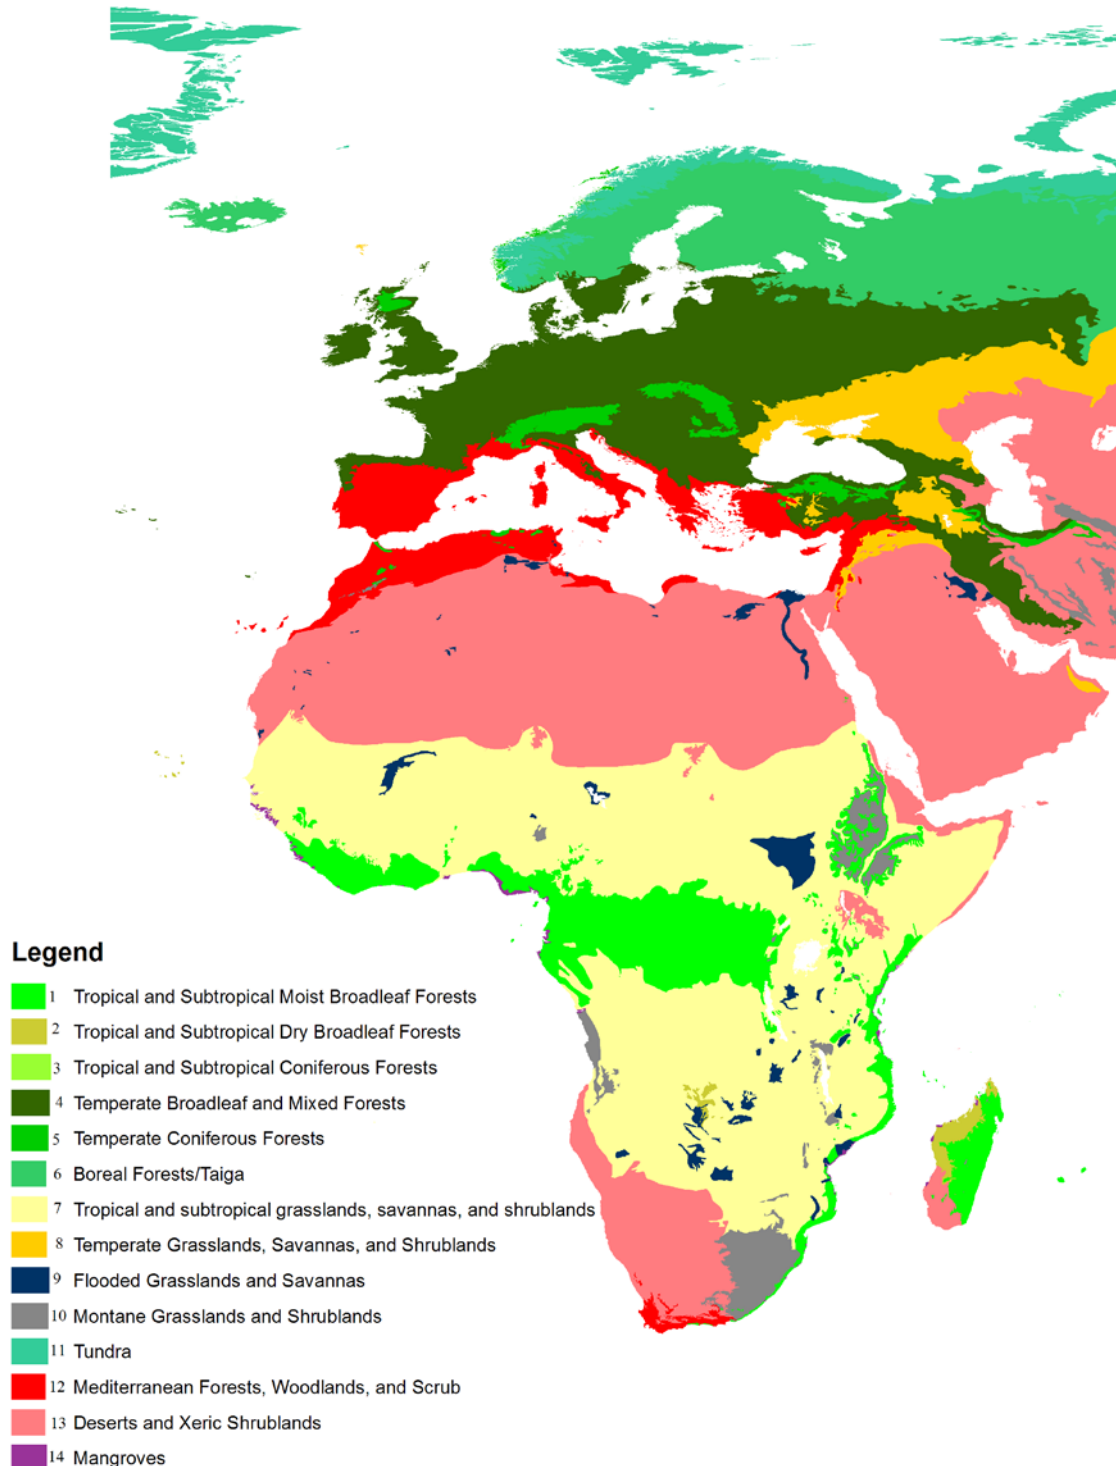 Legend
1 Tropical and Subtropical Moist Broadleaf Forests
2 Tropical and Subtropical Dry Broadleaf Forests
3 Tropical and Subtropical Coniferous Forests
4 Temperate Broadleaf and Mixed Forests
5 Temperate Coniferous Forests
6 Boreal Forests/Taiga
7 Tropical and subtropical grasslands, savannas, and shrublands
8 Temperate Grasslands, Savannas, and Shrublands
9 Flooded Grasslands and Savannas
10 Montane Grasslands and Shrublands
11 Tundra
12 Mediterranean Forests, Woodlands, and Scrub
13 Deserts and Xeric Shrublands
14 Mangroves